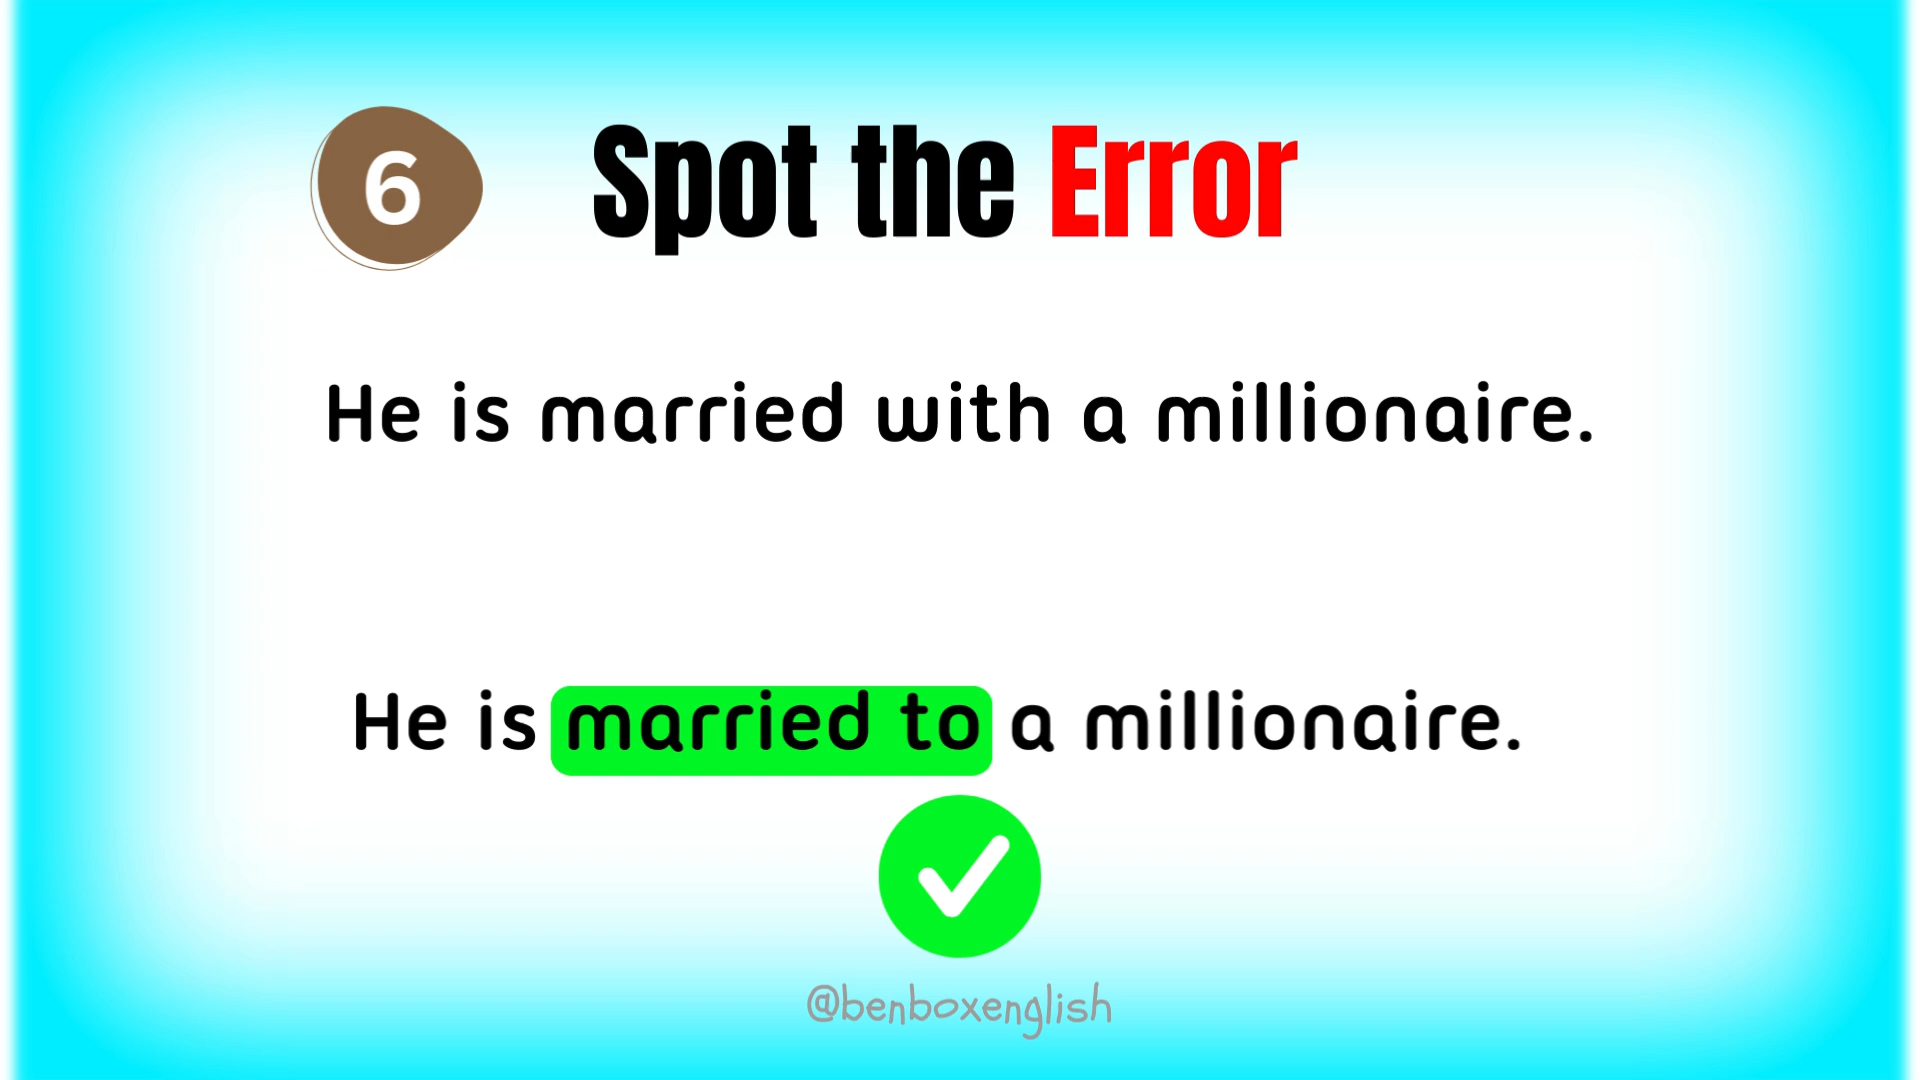 6
Spot the Error
He is married with a millionaire.
He is married to a millionaire.
@benboxenglish